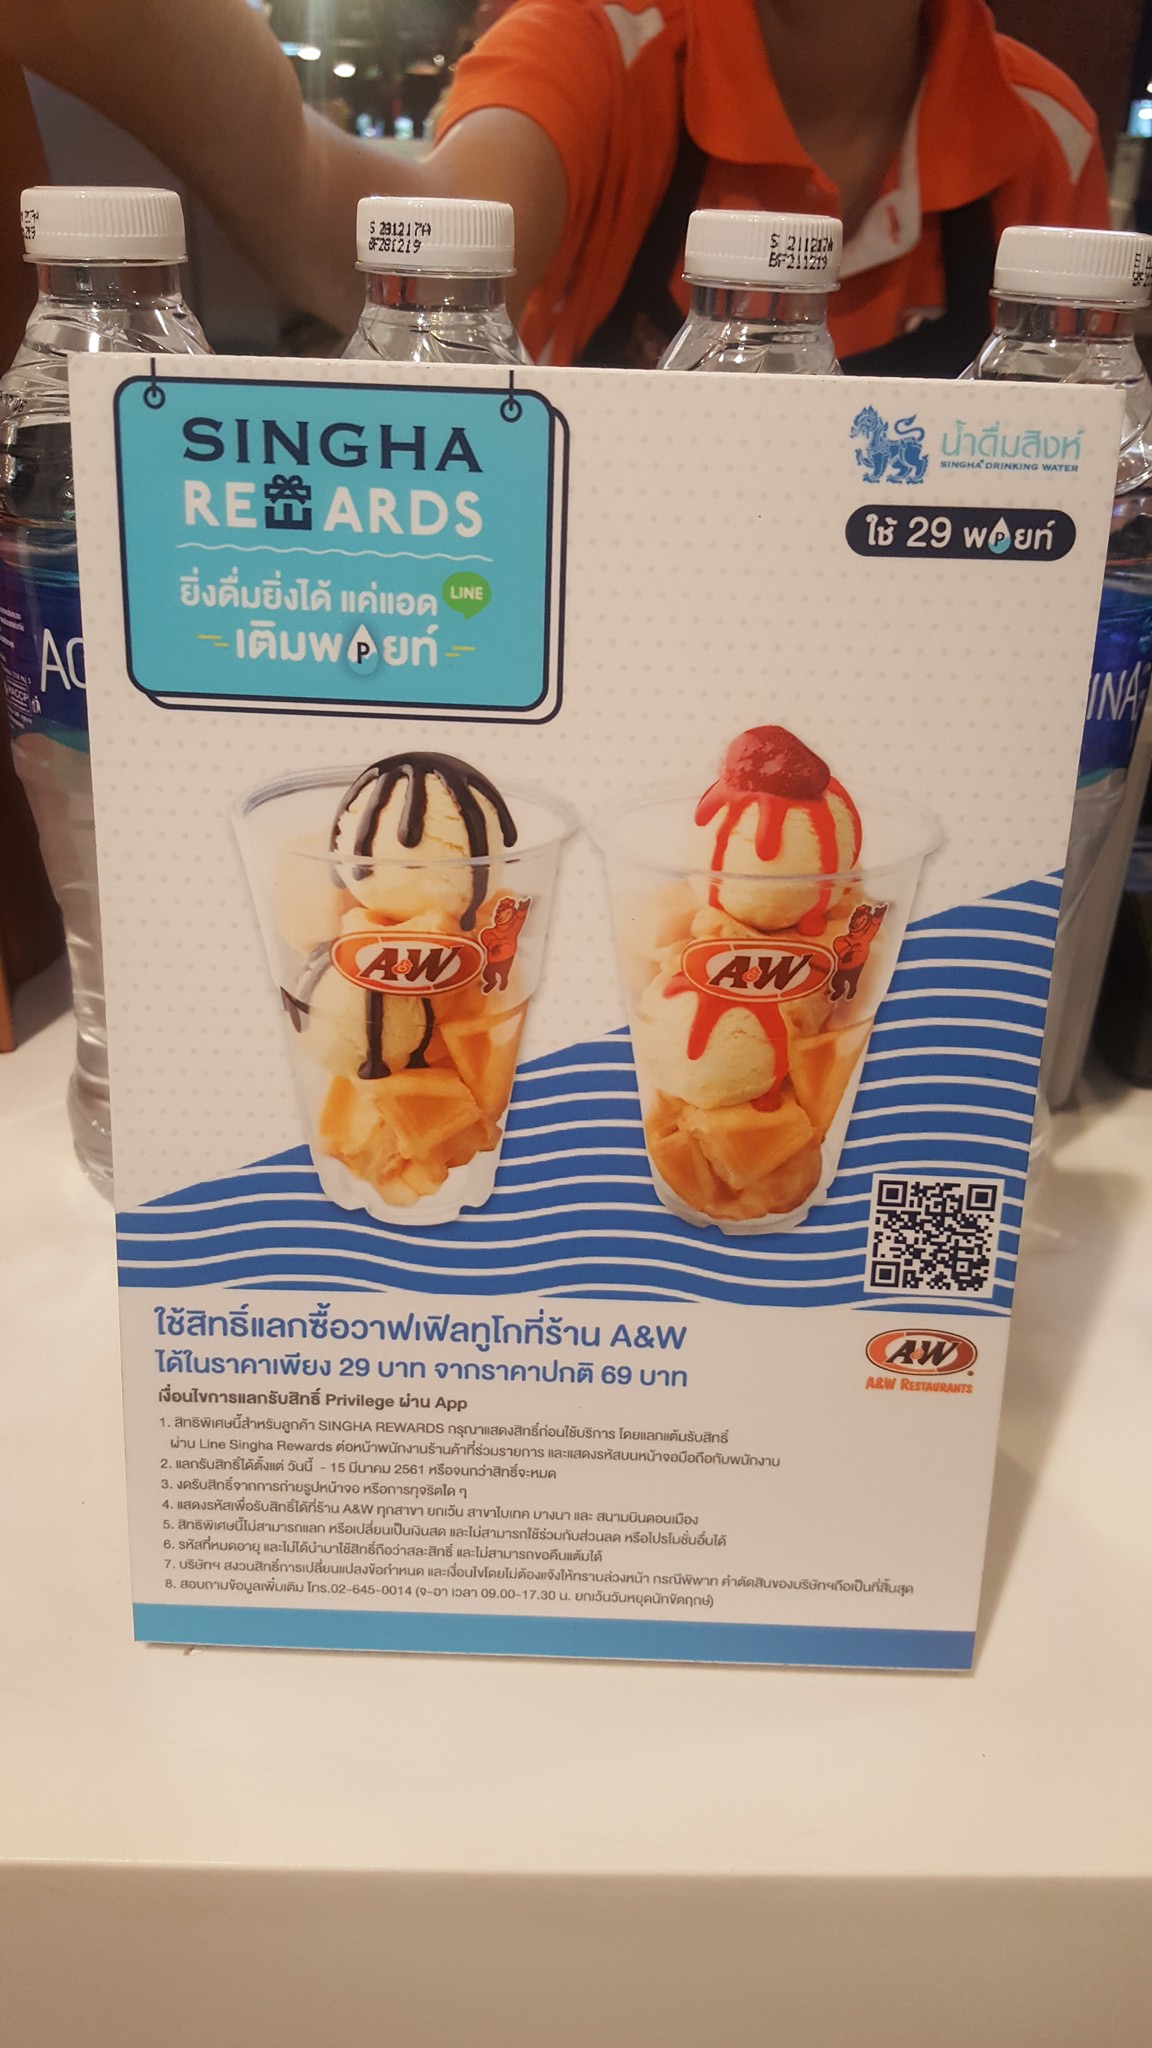 S 281217A
BF281219
S 211217A
BF211219
SINGHA
REWARDS
ยิ่งดื่มยิ่งได้ แค่แอด LINE
เติมพอยท์
น้ำดื่มสิงห์
SINGHA DRINKING WATER
ใช้ 29 พอยท์
A&W
A&W
ใช้สิทธิ์แลกซื้อวาฟเฟิลทูโกที่ร้าน A&W
ได้ในราคาเพียง 29 บาท จากราคาปกติ 69 บาท
A&W
A&W RESTAURANTS
เงื่อนไขการแลกรับสิทธิ์ Privilege ผ่าน App
1. สิทธิพิเศษนี้สำหรับลูกค้า SINGHA REWARDS กรุณาแสดงสิทธิ์ก่อนใช้บริการ โดยแลกแต้มรับสิทธิ์
ผ่าน Line Singha Rewards ต่อหน้าพนักงานร้านค้าที่ร่วมรายการ และแสดงรหัสบนหน้าจอมือถือกับพนักงาน
2. แลกรับสิทธิ์ได้ตั้งแต่ วันนี้ - 15 มีนาคม 2561 หรือจนกว่าสิทธิ์จะหมด
3. งดรับสิทธิ์จากการถ่ายรูปหน้าจอ หรือการทุจริตใด ๆ
4. แสดงรหัสเพื่อรับสิทธิ์ได้ที่ร้าน A&W ทุกสาขา ยกเว้น สาขาไบเทค บางนา และ สนามบินดอนเมือง
5. สิทธิพิเศษนี้ไม่สามารถแลก หรือเปลี่ยนเป็นเงินสด และไม่สามารถใช้ร่วมกับส่วนลด หรือโปรโมชั่นอื่นได้
6. รหัสที่หมดอายุ และไม่ได้นำมาใช้สิทธิ์ถือว่าสละสิทธิ์ และไม่สามารถขอคืนแต้มได้
7. บริษัทฯ สงวนสิทธิ์การเปลี่ยนแปลงข้อกำหนด และเงื่อนไขโดยไม่ต้องแจ้งให้ทราบล่วงหน้า กรณีพิพาท คำตัดสินของบริษัทฯถือเป็นที่สิ้นสุด
8. สอบถามข้อมูลเพิ่มเติม โทร.02-645-0014 (จ-อา เวลา 09.00-17.30 น. ยกเว้นวันหยุดนักขัตฤกษ์)